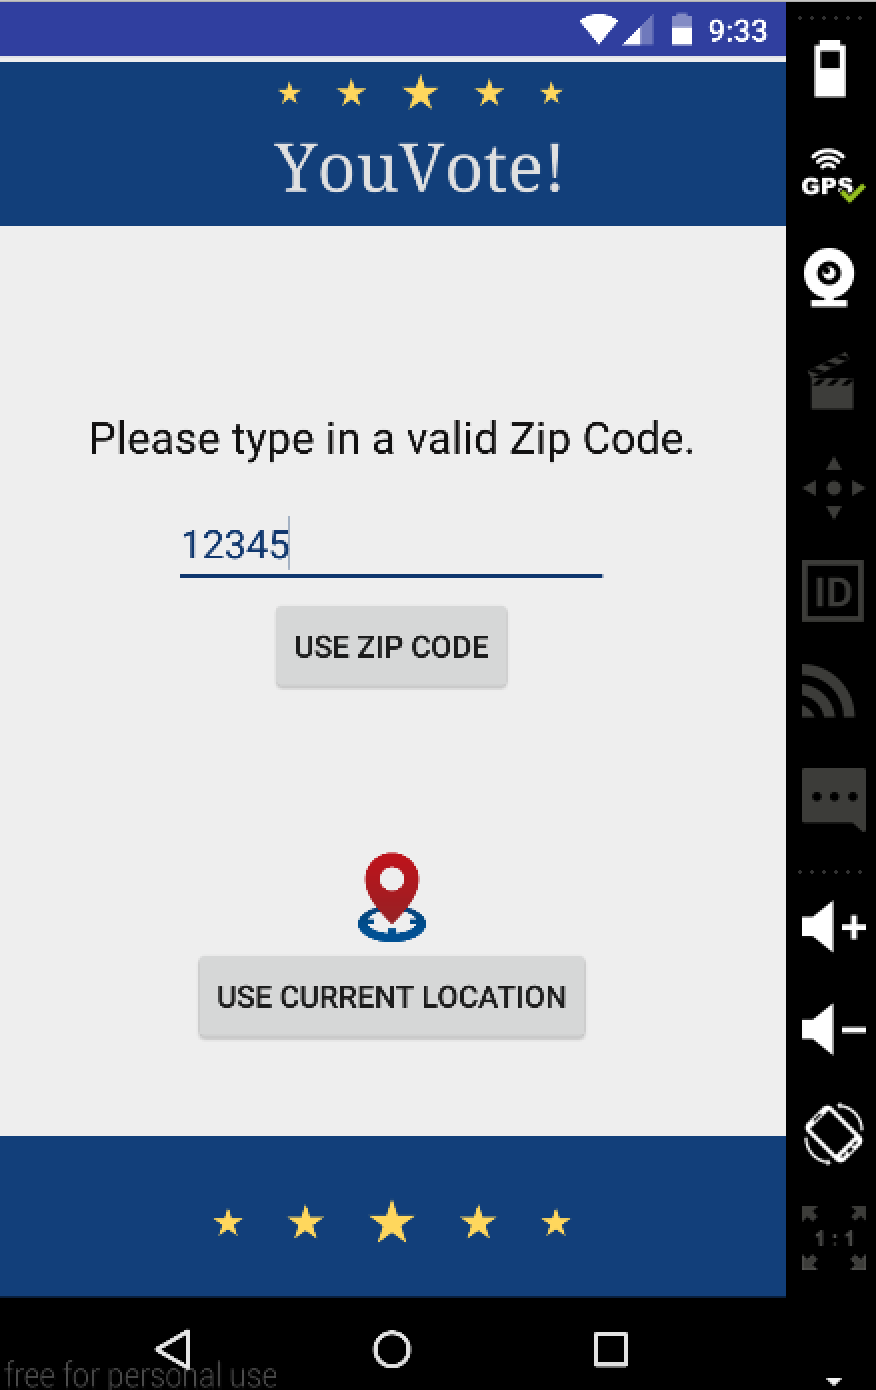 9:33
YouVote!
GPS
Please type in a valid Zip Code.
12345
USE ZIP CODE
ID
USE CURRENT LOCATION
1:1
free for personal use